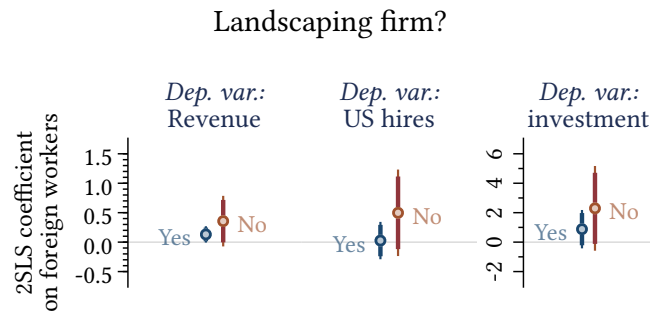 Landscaping firm?
Dep. var.:
Revenue
Dep. var.:
US hires
Dep. var.:
investment
2SLS coefficient
on foreign workers
1.5
1.0
0.5
0.0
-0.5
Yes
No
Yes
No
6
4
2
0
-2
Yes
No